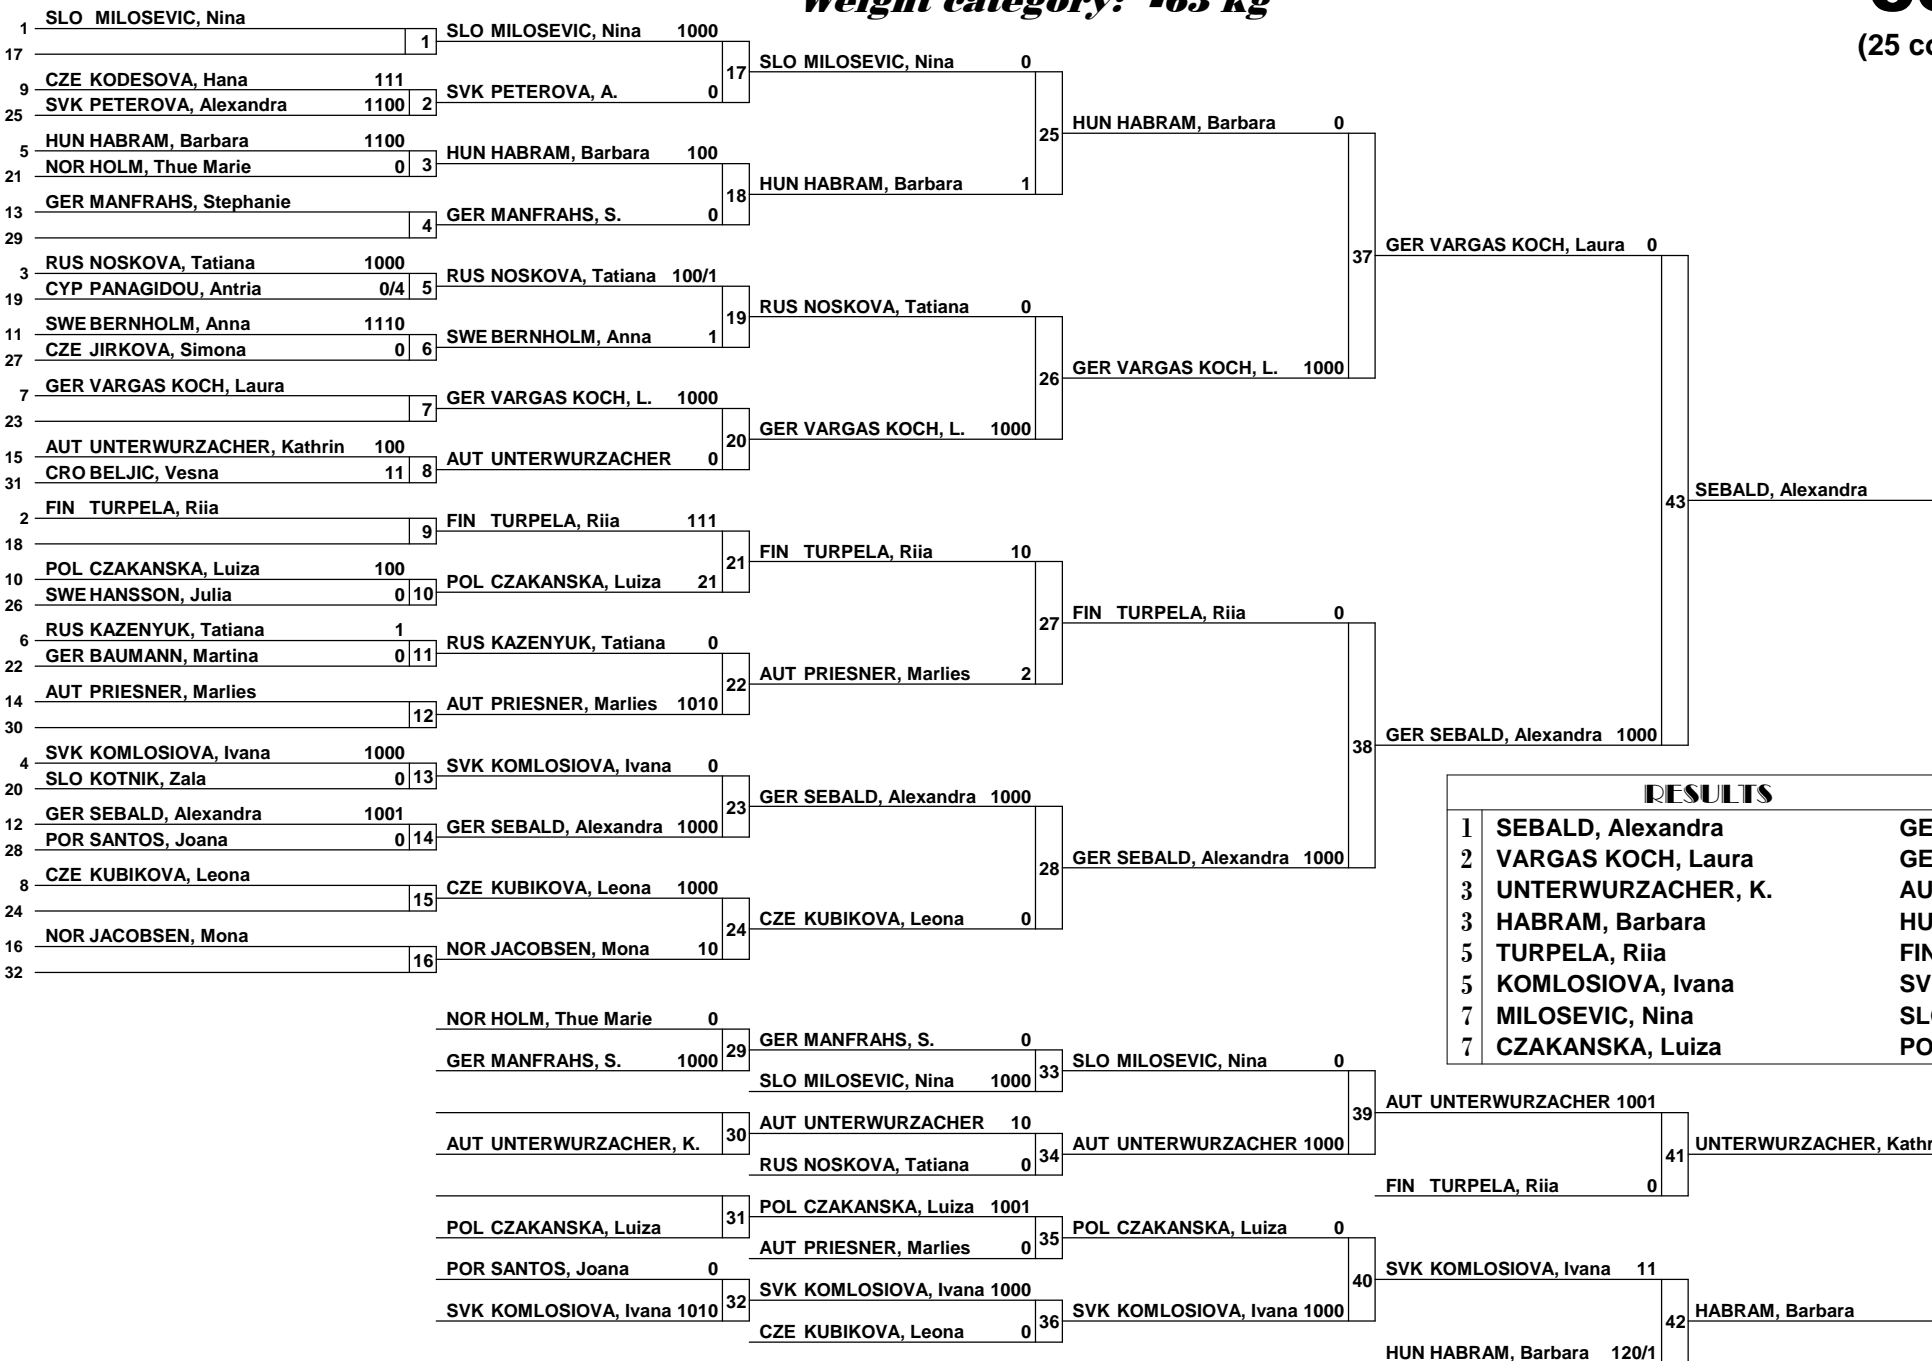 Weight category: -63 kg
(25 co
1 SLO MILOSEVIC, Nina
17
1
9 CZE KODESOVA, Hana 111
25 SVK PETEROVA, Alexandra 1100
2
5 HUN HABRAM, Barbara 1100
21 NOR HOLM, Thue Marie 0
3
13 GER MANFRAHS, Stephanie
29
4
3 RUS NOSKOVA, Tatiana 1000
19 CYP PANAGIDOU, Antria 0/4
5
11 SWE BERNHOLM, Anna 1110
27 CZE JIRKOVA, Simona 0
6
7 GER VARGAS KOCH, Laura
23
7
15 AUT UNTERWURZACHER, Kathrin 100
31 CRO BELJIC, Vesna 11
8
2 FIN TURPELA, Riia
18
9
10 POL CZAKANSKA, Luiza 100
26 SWE HANSSON, Julia 0
10
6 RUS KAZENYUK, Tatiana 1
22 GER BAUMANN, Martina 0
11
14 AUT PRIESNER, Marlies
30
12
4 SVK KOMLOSIOVA, Ivana 1000
20 SLO KOTNIK, Zala 0
13
12 GER SEBALD, Alexandra 1001
28 POR SANTOS, Joana 0
14
8 CZE KUBIKOVA, Leona
24
15
16 NOR JACOBSEN, Mona
32
16
SLO MILOSEVIC, Nina 1000
SVK PETEROVA, A. 0
17
HUN HABRAM, Barbara 100
GER MANFRAHS, S. 0
18
RUS NOSKOVA, Tatiana 100/1
SWE BERNHOLM, Anna 1
19
GER VARGAS KOCH, L. 1000
AUT UNTERWURZACHER 0
20
FIN TURPELA, Riia 111
POL CZAKANSKA, Luiza 21
21
RUS KAZENYUK, Tatiana 0
AUT PRIESNER, Marlies 1010
22
SVK KOMLOSIOVA, Ivana 0
GER SEBALD, Alexandra 1000
23
CZE KUBIKOVA, Leona 1000
NOR JACOBSEN, Mona 10
24
SLO MILOSEVIC, Nina 0
HUN HABRAM, Barbara 1
25
RUS NOSKOVA, Tatiana 0
GER VARGAS KOCH, L. 1000
26
FIN TURPELA, Riia 10
AUT PRIESNER, Marlies 2
27
GER SEBALD, Alexandra 1000
CZE KUBIKOVA, Leona 0
28
HUN HABRAM, Barbara 0
GER VARGAS KOCH, L. 1000
37
FIN TURPELA, Riia 0
GER SEBALD, Alexandra 1000
38
GER VARGAS KOCH, Laura 0
GER SEBALD, Alexandra 1000
43
SEBALD, Alexandra
RESULTS
1 SEBALD, Alexandra GE
2 VARGAS KOCH, Laura GE
3 UNTERWURZACHER, K. AU
3 HABRAM, Barbara HU
5 TURPELA, Riia FIN
5 KOMLOSIOVA, Ivana SV
7 MILOSEVIC, Nina SL
7 CZAKANSKA, Luiza PO
NOR HOLM, Thue Marie 0
GER MANFRAHS, S. 1000
29
AUT UNTERWURZACHER, K.
30
POL CZAKANSKA, Luiza
31
POR SANTOS, Joana 0
SVK KOMLOSIOVA, Ivana 1010
32
GER MANFRAHS, S. 0
SLO MILOSEVIC, Nina 1000
33
AUT UNTERWURZACHER 10
RUS NOSKOVA, Tatiana 0
34
POL CZAKANSKA, Luiza 1001
AUT PRIESNER, Marlies 0
35
SVK KOMLOSIOVA, Ivana 1000
CZE KUBIKOVA, Leona 0
36
SLO MILOSEVIC, Nina 0
AUT UNTERWURZACHER 1000
39
POL CZAKANSKA, Luiza 0
SVK KOMLOSIOVA, Ivana 1000
40
AUT UNTERWURZACHER 1001
FIN TURPELA, Riia 0
41
UNTERWURZACHER, Kathr
SVK KOMLOSIOVA, Ivana 11
HUN HABRAM, Barbara 120/1
42
HABRAM, Barbara